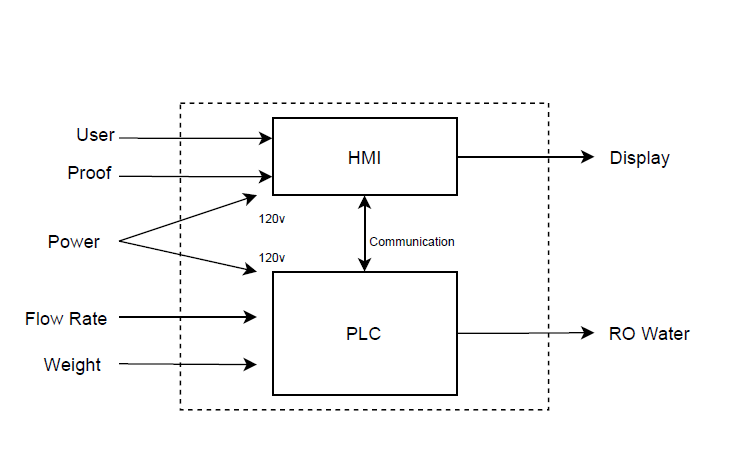 User
HMI
Display
Proof
120v
Power
Communication
120v
Flow Rate
PLC
RO Water
Weight